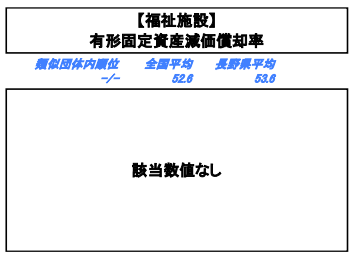 【福祉施設】
有形固定資産減価償却率
類似団体内順位 全国平均 長野県平均
-/- 52.6 53.6
該当数値なし